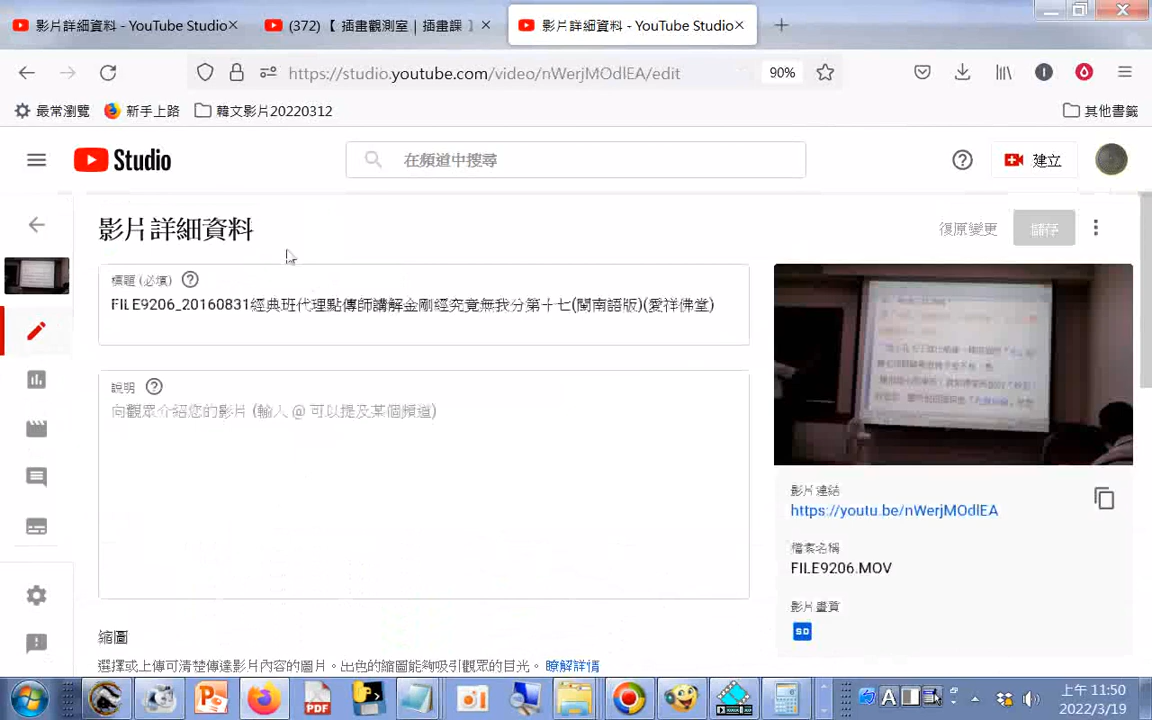 影片詳細資料 - YouTube Studio
(372)【 插畫觀測室｜插畫課 】
影片詳細資料 - YouTube Studio
https://studio.youtube.com/video/nWerjMOdlEA/edit
90%
最常瀏覽
新手上路
韓文影片20220312
其他書籤
Studio
在頻道中搜尋
建立
影片詳細資料
復原變更
儲存
標題 (必填)
FILE9206_20160831經典班代理點傳師講解金剛經究竟無我分第十七(閩南語版)(愛祥佛堂)
說明
向觀眾介紹您的影片 (輸入 @ 可以提及某個頻道)
影片連結
https://youtu.be/nWerjMOdlEA
檔案名稱
FILE9206.MOV
影片畫質
SD
縮圖
選擇或上傳可清楚傳達影片內容的圖片。出色的縮圖能夠吸引觀眾的目光。瞭解詳情
上午 11:50
2022/3/19